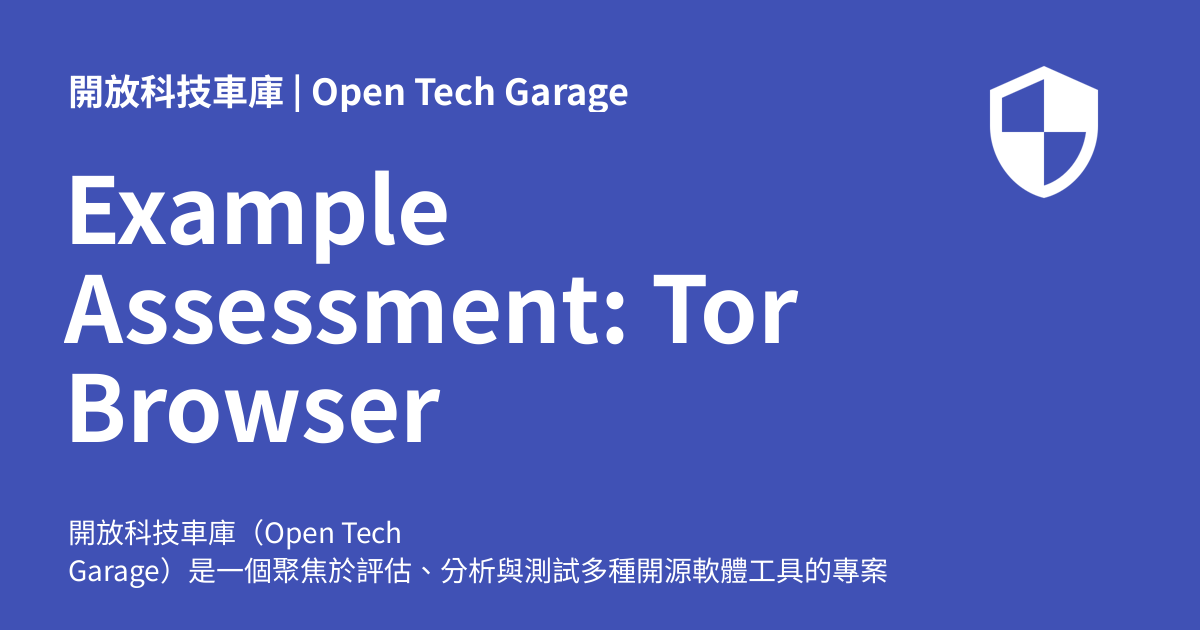 開放科技車庫 | Open Tech Garage
Example
Assessment: Tor
Browser
開放科技車庫（Open Tech
Garage）是一個聚焦於評估、分析與測試多種開源軟體工具的專案